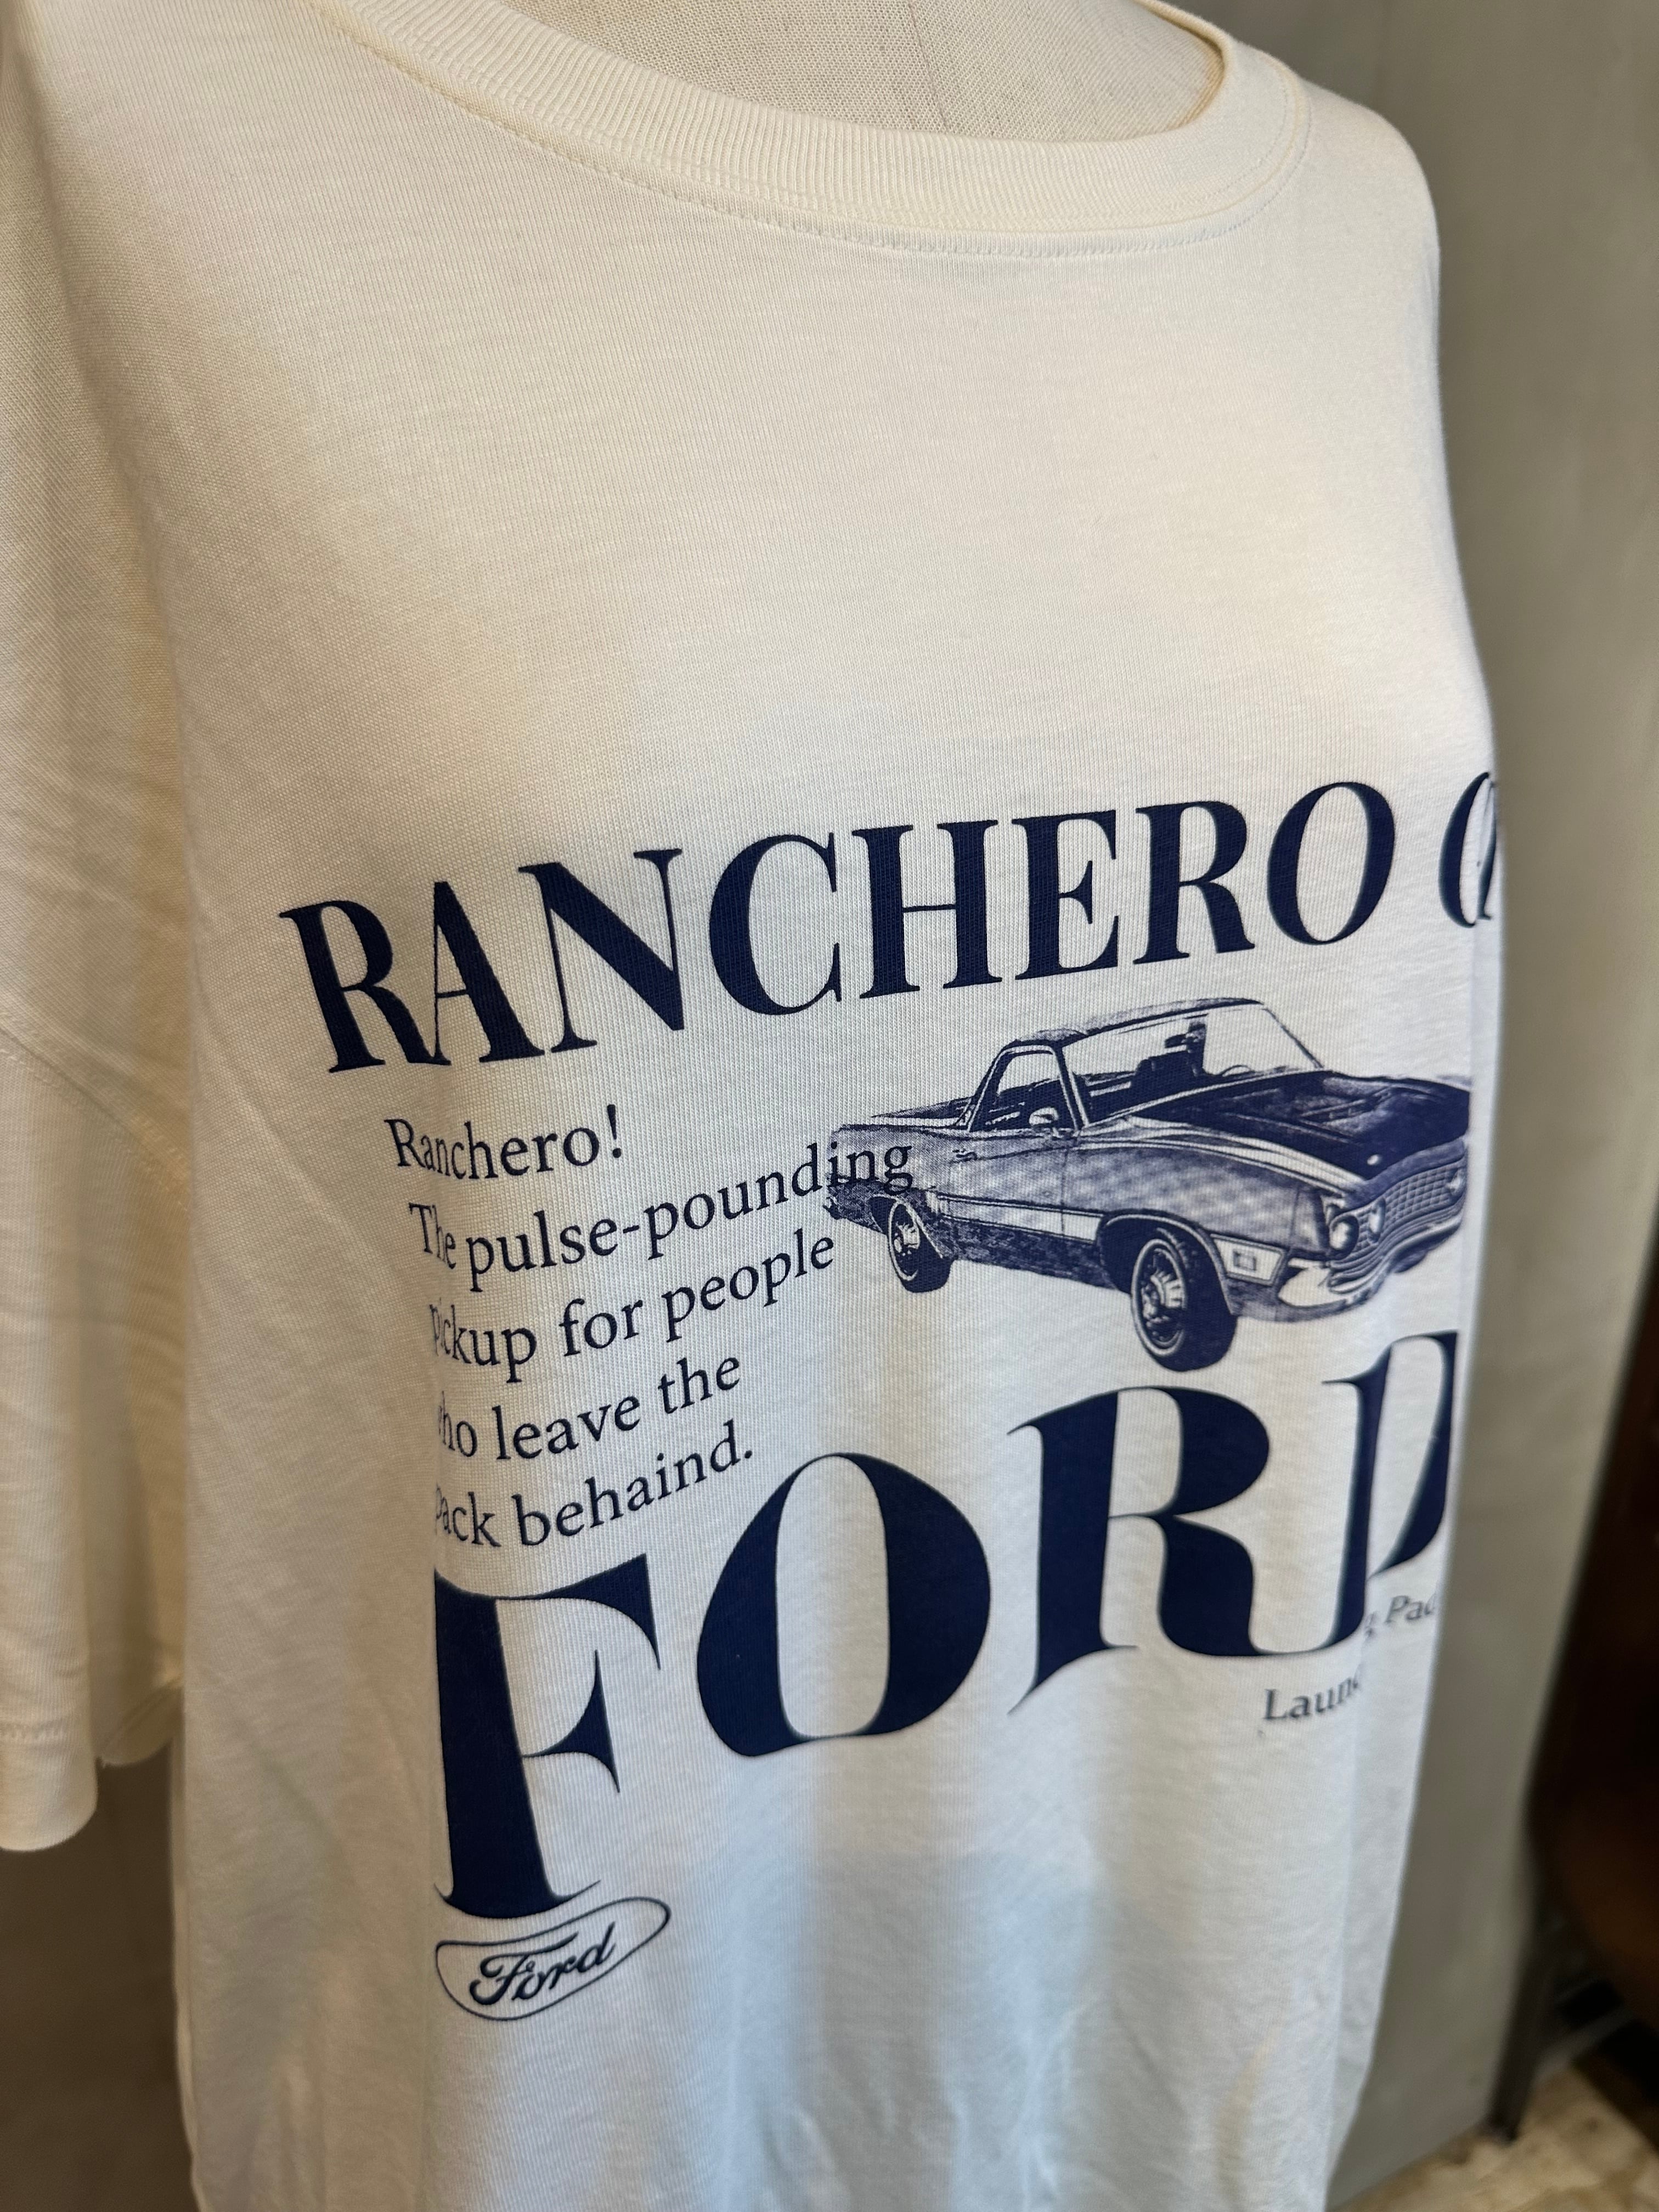 RANCHERO
Ranchero!
The pulse-pounding
pickup for people
who leave the
pack behaind.
FORD
Ford